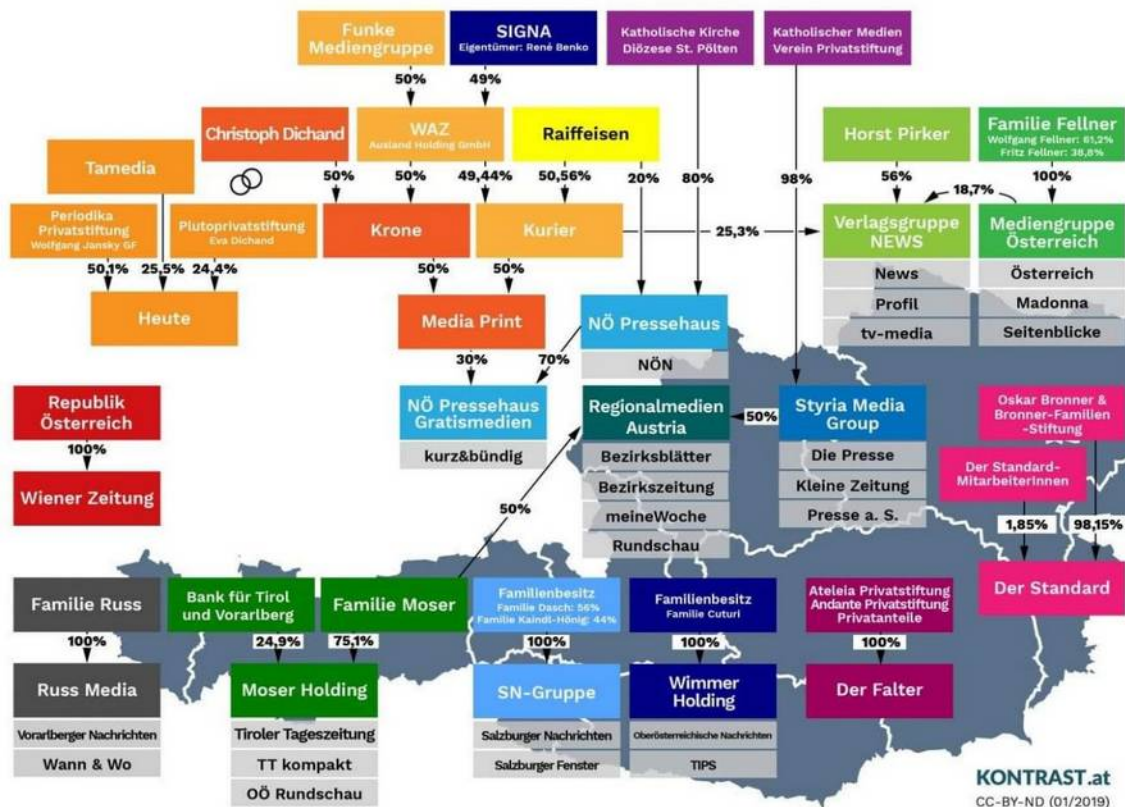 Funke
Mediengruppe
SIGNA
Eigentümer: René Benko
Katholische Kirche
Diözese St. Pölten
Katholischer Medien
Verein Privatstiftung
50%
49%
Christoph Dichand
WAZ
Ausland Holding GmbH
Raiffeisen
Horst Pirker
Familie Fellner
Wolfgang Fellner: 61,2%
Fritz Fellner: 38,8%
Tamedia
50%
50%
49,44%
50,56%
20%
80%
98%
56%
18,7%
100%
Periodika
Privatstiftung
Wolfgang Jansky GF
Plutoprivatstiftung
Eva Dichand
Krone
Kurier
25,3%
Verlagsgruppe
NEWS
Mediengruppe
Österreich
50,1%
25,5%
24,4%
50%
50%
News
Profil
tv-media
Österreich
Madonna
Seitenblicke
Heute
Media Print
NÖ Pressehaus
NÖN
30%
70%
Republik
Österreich
NÖ Pressehaus
Gratismedien
kurz&bündig
Regionalmedien
Austria
50%
Styria Media
Group
Oskar Bronner &
Bronner-Familien
-Stiftung
100%
Bezirksblätter
Bezirkszeitung
meineWoche
Rundschau
Die Presse
Kleine Zeitung
Presse a. S.
Der Standard-
MitarbeiterInnen
Wiener Zeitung
50%
1,85%
98,15%
Familie Russ
Bank für Tirol
und Vorarlberg
Familie Moser
Familienbesitz
Familie Dasch: 56%
Familie Kaindl-Hönig: 44%
Familienbesitz
Familie Cuturi
Ateleia Privatstiftung
Andante Privatstiftung
Privatanteile
Der Standard
100%
24,9%
75,1%
100%
100%
100%
Russ Media
Moser Holding
SN-Gruppe
Wimmer
Holding
Der Falter
Vorarlberger Nachrichten
Wann & Wo
Tiroler Tageszeitung
TT kompakt
OÖ Rundschau
Salzburger Nachrichten
Salzburger Fenster
Oberösterreichische Nachrichten
TIPS
KONTRAST.at
CC-BY-ND (01/2019)